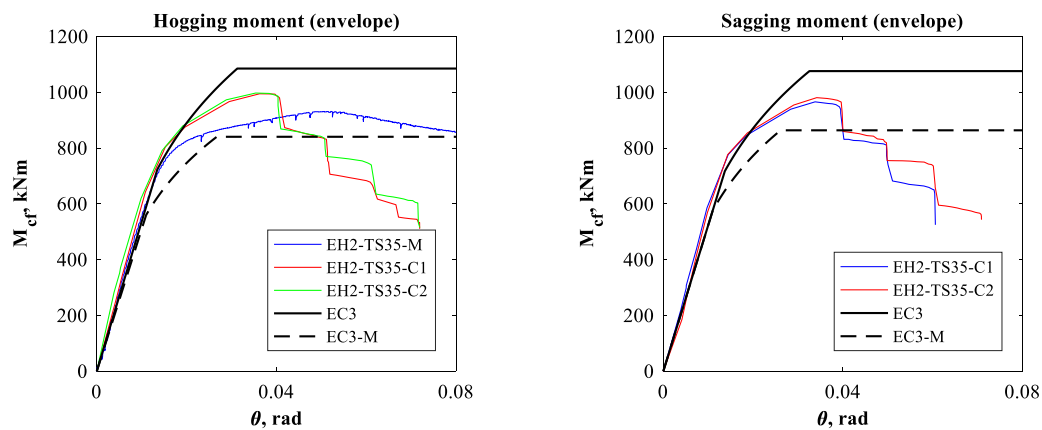 Hogging moment (envelope)
1200
1000
800
600
400
200
0
M_cf, kNm
0
0.04
0.08
θ, rad
EH2-TS35-M
EH2-TS35-C1
EH2-TS35-C2
EC3
EC3-M
Sagging moment (envelope)
1200
1000
800
600
400
200
0
M_cf, kNm
0
0.04
0.08
θ, rad
EH2-TS35-C1
EH2-TS35-C2
EC3
EC3-M